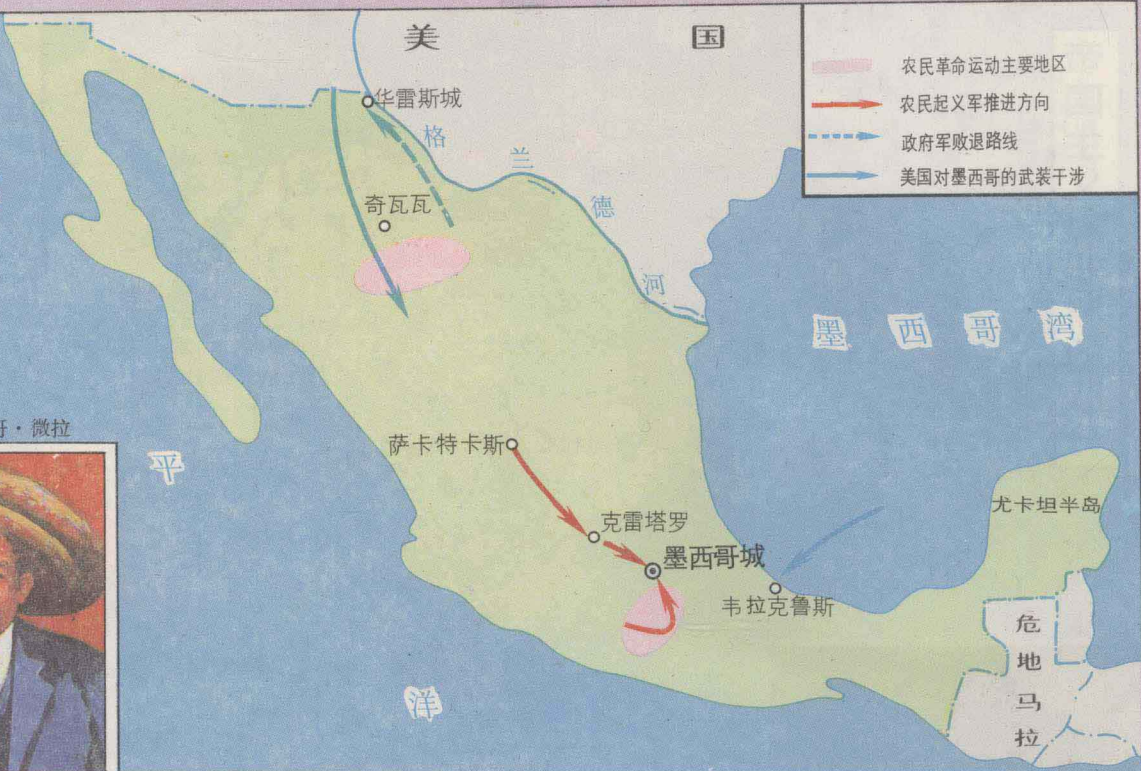 美国
农民革命运动主要地区
农民起义军推进方向
政府军败退路线
美国对墨西哥的武装干涉
华雷斯城
格兰德河
奇瓦瓦
墨西哥湾
·微拉
平洋
萨卡特卡斯
克雷塔罗
墨西哥城
韦拉克鲁斯
尤卡坦半岛
危地马拉